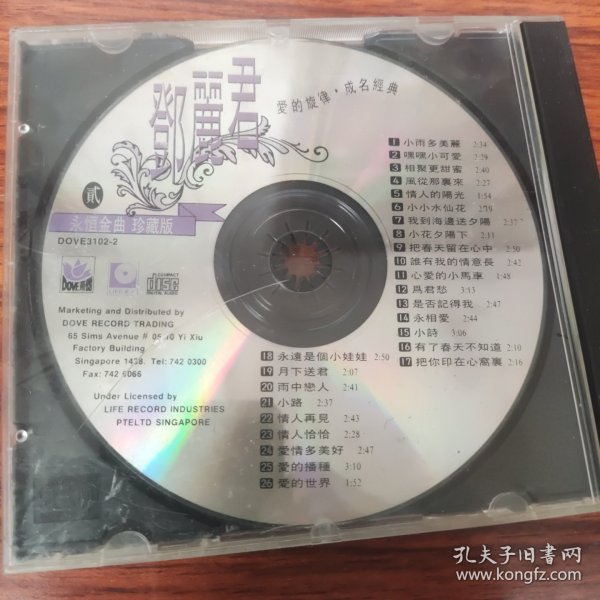 鄧麗君
愛的旋律·成名經典
貳
永恒金曲 珍藏版
DOVE3102-2
DOVE
LIFE
COMPACT
disc
DIGITAL AUDIO
Marketing and Distributed by
DOVE RECORD TRADING
65 Sims Avenue # 05-10 Yi Xiu
Factory Building
Singapore 1438. Tel: 742 0300
Fax: 742 6066
Under Licensed by
LIFE RECORD INDUSTRIES
PTELTD SINGAPORE
1 小雨多美麗 2:34
2 嘿嘿小可愛 2:29
3 相聚更甜蜜 2:40
4 風從那裏來 2:27
5 情人的陽光 1:54
6 小小水仙花 2:19
7 我到海邊送夕陽 2:37
8 小花夕陽下 2:11
9 把春天留在心中 2:50
10 誰有我的情意長 2:42
11 心愛的小馬車 1:48
12 爲君愁 3:13
13 是否記得我 2:47
14 永相愛 2:44
15 小詩 3:06
16 有了春天不知道 2:10
17 把你印在心窩裏 2:16
18 永遠是個小娃娃 2:50
19 月下送君 2:07
20 雨中戀人 2:41
21 小路 2:37
22 情人再見 2:43
23 情人恰恰 2:28
24 愛情多美好 2:47
25 愛的播種 3:10
26 愛的世界 1:52
孔夫子旧书网
www.kongfz.com